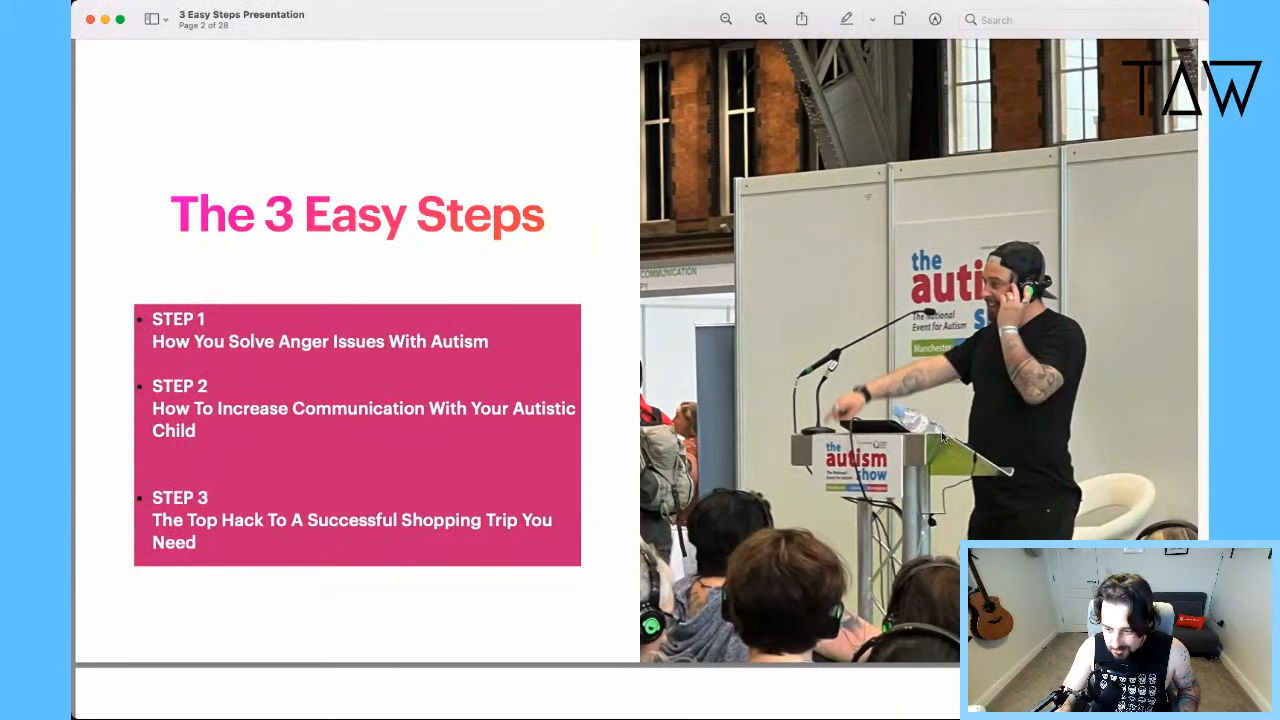 3 Easy Steps Presentation
Page 2 of 28
Search
TAW
The 3 Easy Steps
STEP 1
How You Solve Anger Issues With Autism
STEP 2
How To Increase Communication With Your Autistic
Child
STEP 3
The Top Hack To A Successful Shopping Trip You
Need
COMMUNICATION
the
auti
The National
Event for Autism
s
Manchester
the
autism
show